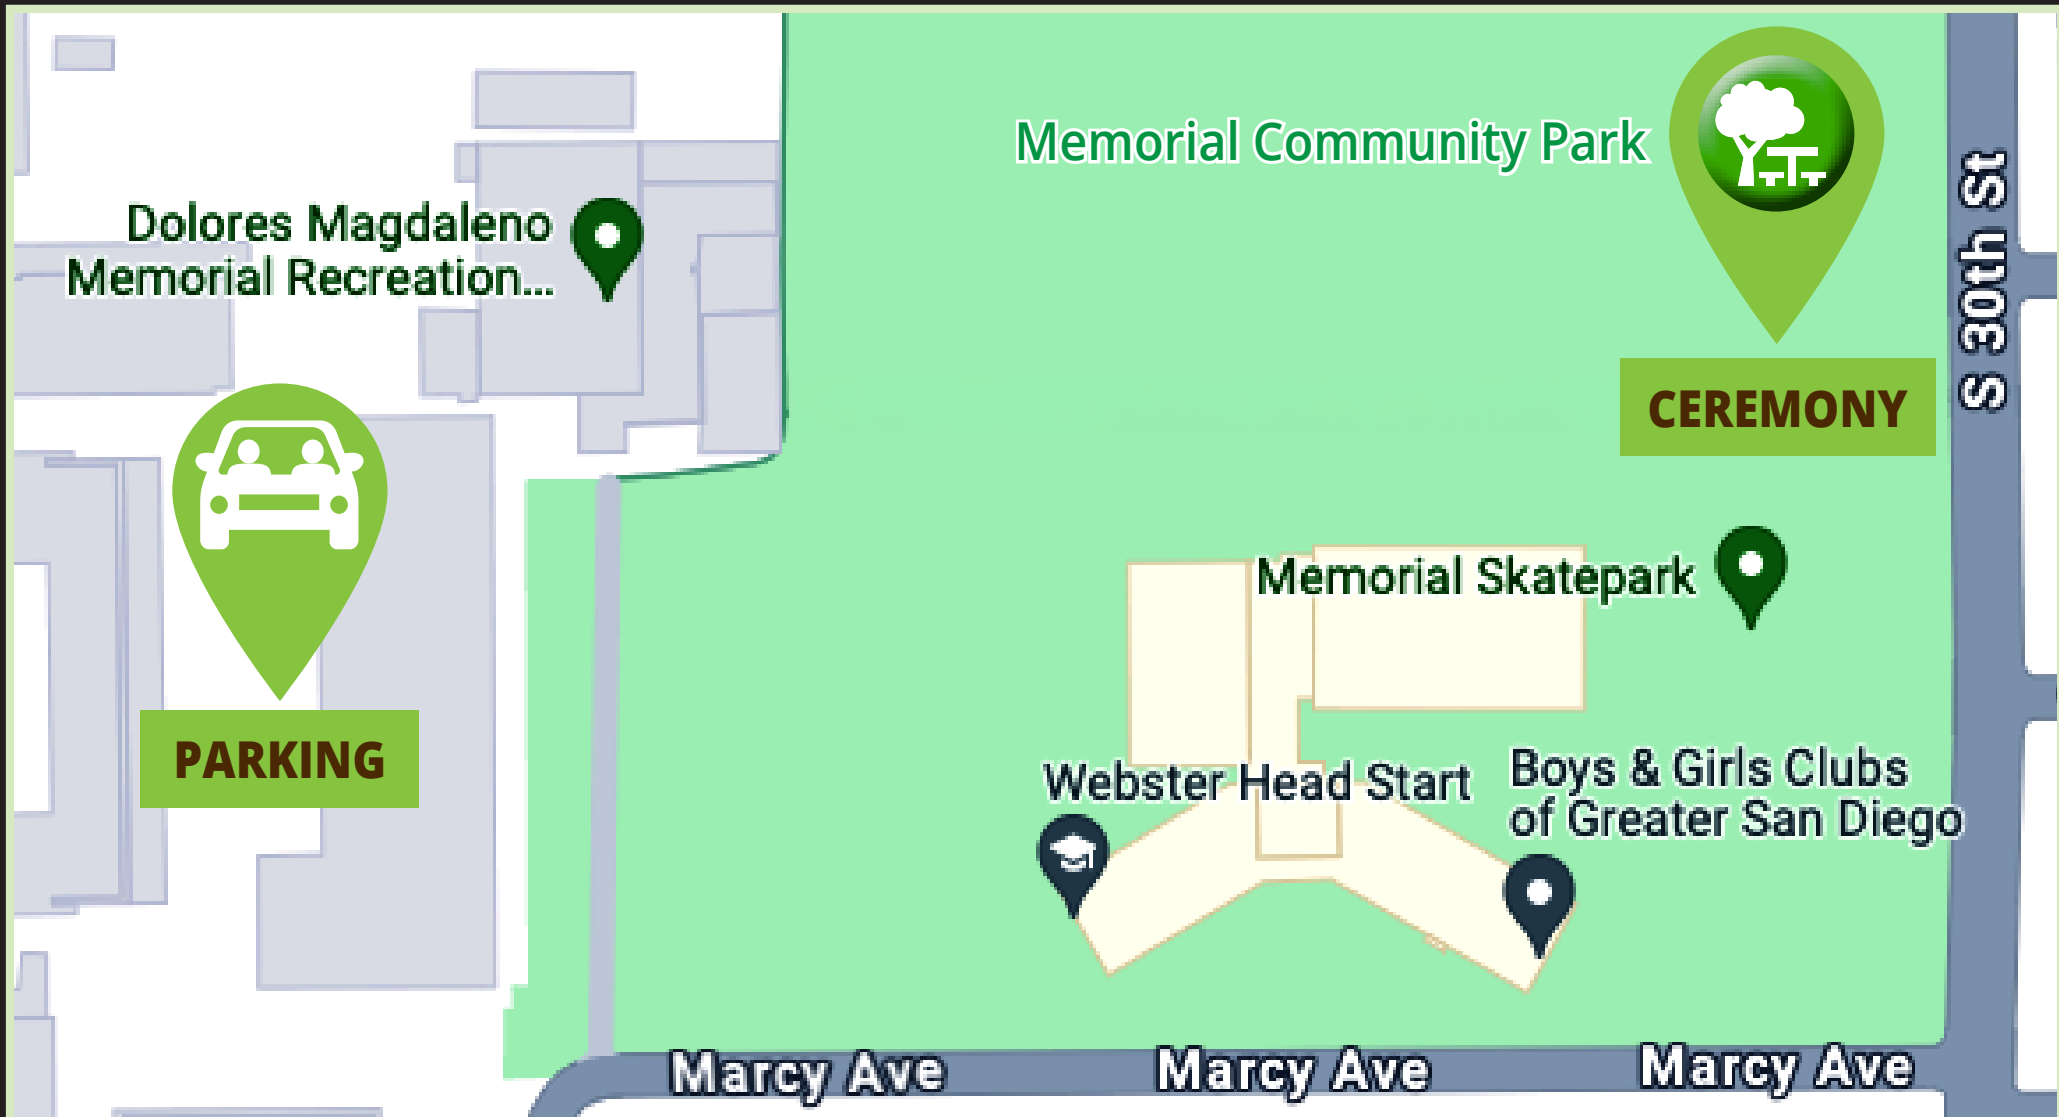 Memorial Community Park
S 30th St
Dolores Magdaleno
Memorial Recreation...
CEREMONY
Memorial Skatepark
PARKING
Webster Head Start
Boys & Girls Clubs
of Greater San Diego
Marcy Ave
Marcy Ave
Marcy Ave